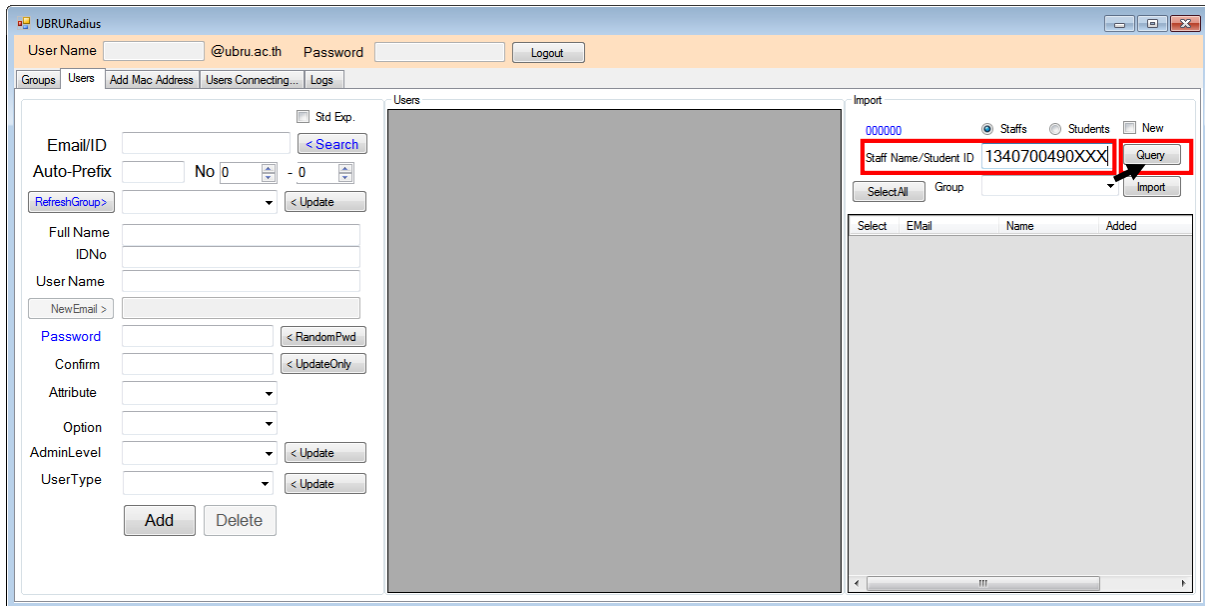 UBRURadius
User Name @ubru.ac.th Password Logout
Groups Users Add Mac Address Users Connecting... Logs
Std Exp.
Email/ID < Search
Auto-Prefix No 0 - 0
RefreshGroup> < Update
Full Name
IDNo
User Name
NewEmail >
Password < RandomPwd
Confirm < UpdateOnly
Attribute
Option
AdminLevel < Update
UserType < Update
Add Delete
Users
Import
000000 Staffs Students New
Staff Name/Student ID 1340700490XXX Query
SelectAll Group Import
Select EMail Name Added